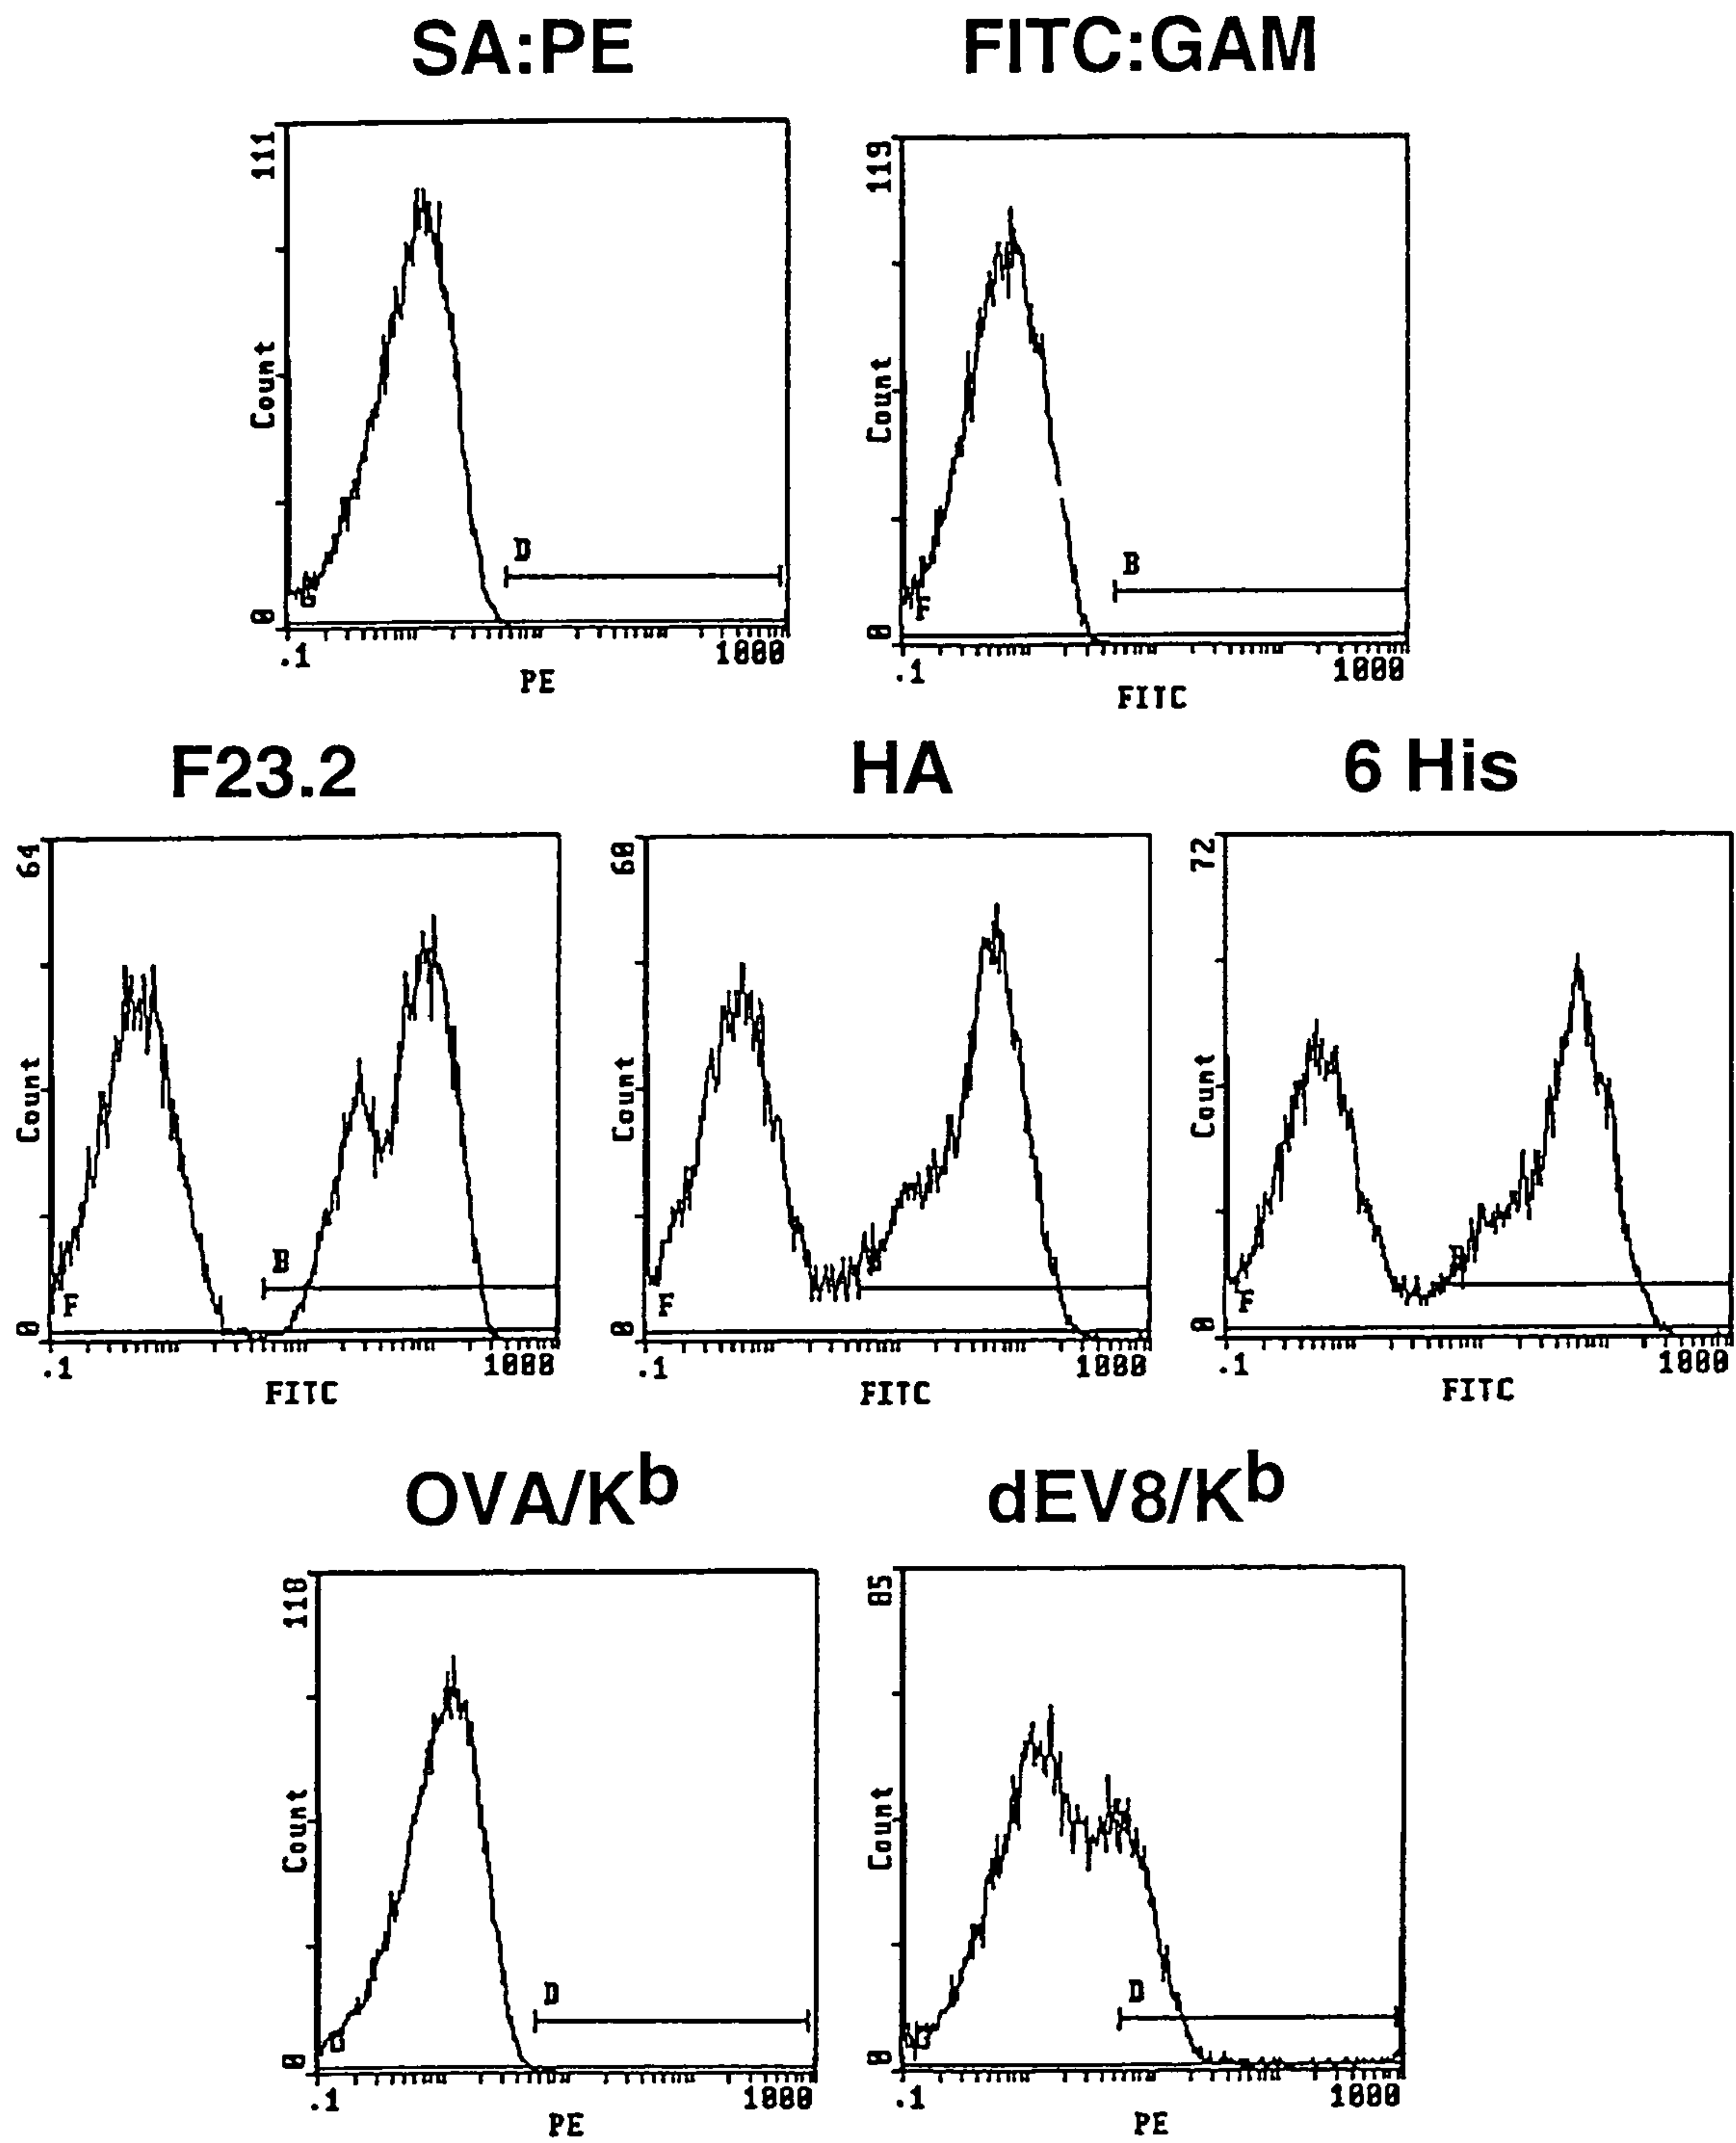 SA:PE
FITC:GAM
111
Count
0
D
G
.1
1000
PE
119
Count
0
B
F
.1
1000
FITC
F23.2
HA
6 His
64
Count
0
B
F
.1
1000
FITC
60
Count
0
B
F
.1
1000
FITC
72
Count
0
B
F
.1
1000
FITC
OVA/Kb
dEV8/Kb
118
Count
0
D
G
.1
1000
PE
85
Count
0
D
G
.1
1000
PE